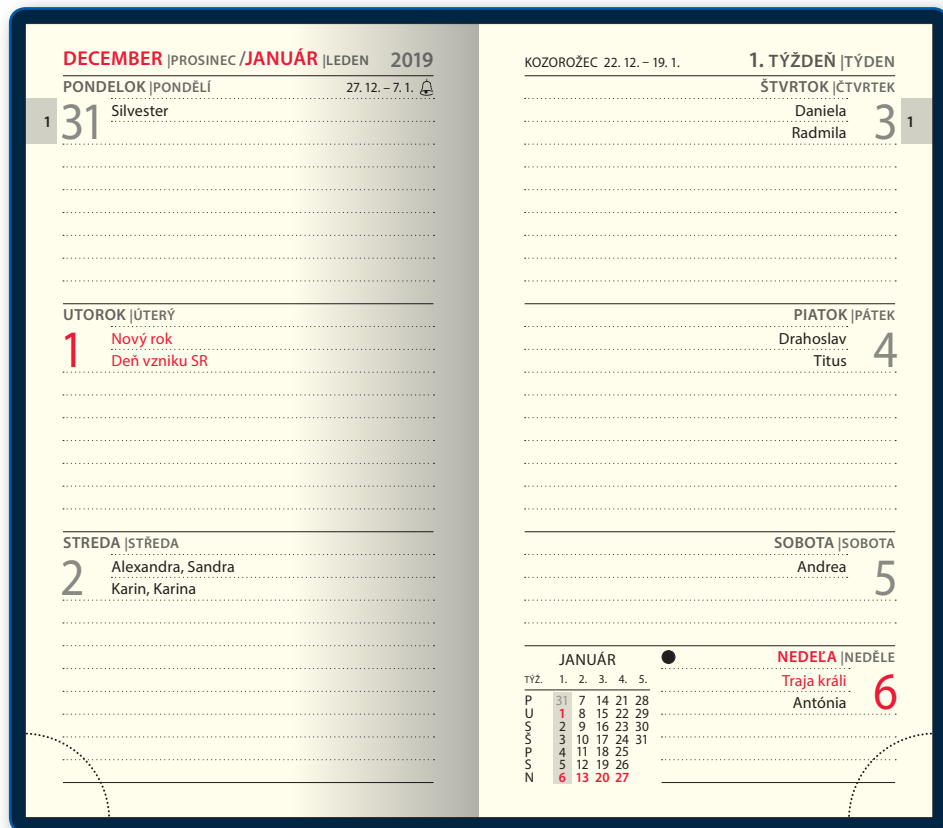 DECEMBER |PROSINEC /JANUÁR |LEDEN 2019
PONDELOK |PONDĚLÍ 27. 12. – 7. 1.
1
31
Silvester
UTOROK |ÚTERÝ
1
Nový rok
Deň vzniku SR
STREDA |STŘEDA
2
Alexandra, Sandra
Karin, Karina
KOZOROŽEC 22. 12. – 19. 1. 1. TÝŽDEŇ |TÝDEN
ŠTVRTOK |ČTVRTEK
Daniela
Radmila
3
1
PIATOK |PÁTEK
Drahoslav
Titus
4
SOBOTA |SOBOTA
Andrea
5
NEDEĽA |NEDĚLE
Traja králi
Antónia
6
JANUÁR
TÝŽ. 1. 2. 3. 4. 5.
P 31 7 14 21 28
U 1 8 15 22 29
S 2 9 16 23 30
Š 3 10 17 24 31
P 4 11 18 25
S 5 12 19 26
N 6 13 20 27